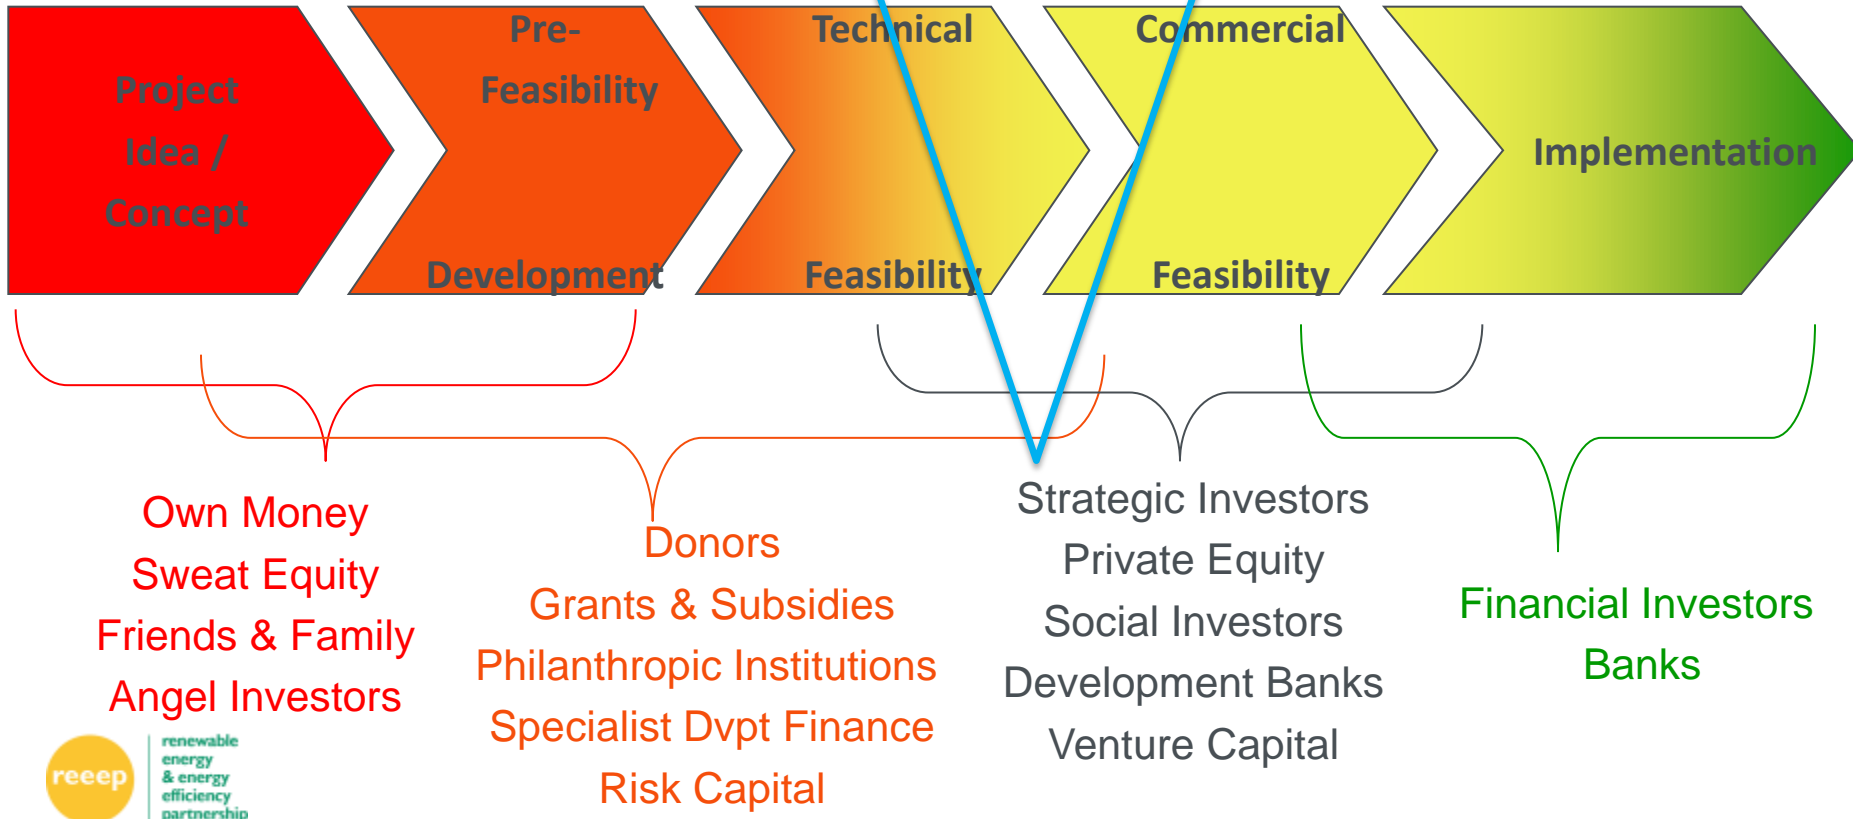 Project
Idea /
Concept
Pre-
Feasibility
Development
Technical
Feasibility
Commercial
Feasibility
Implementation
Own Money
Sweat Equity
Friends & Family
Angel Investors
Donors
Grants & Subsidies
Philanthropic Institutions
Specialist Dvpt Finance
Risk Capital
Strategic Investors
Private Equity
Social Investors
Development Banks
Venture Capital
Financial Investors
Banks
reeep
renewable
energy
& energy
efficiency
partnership